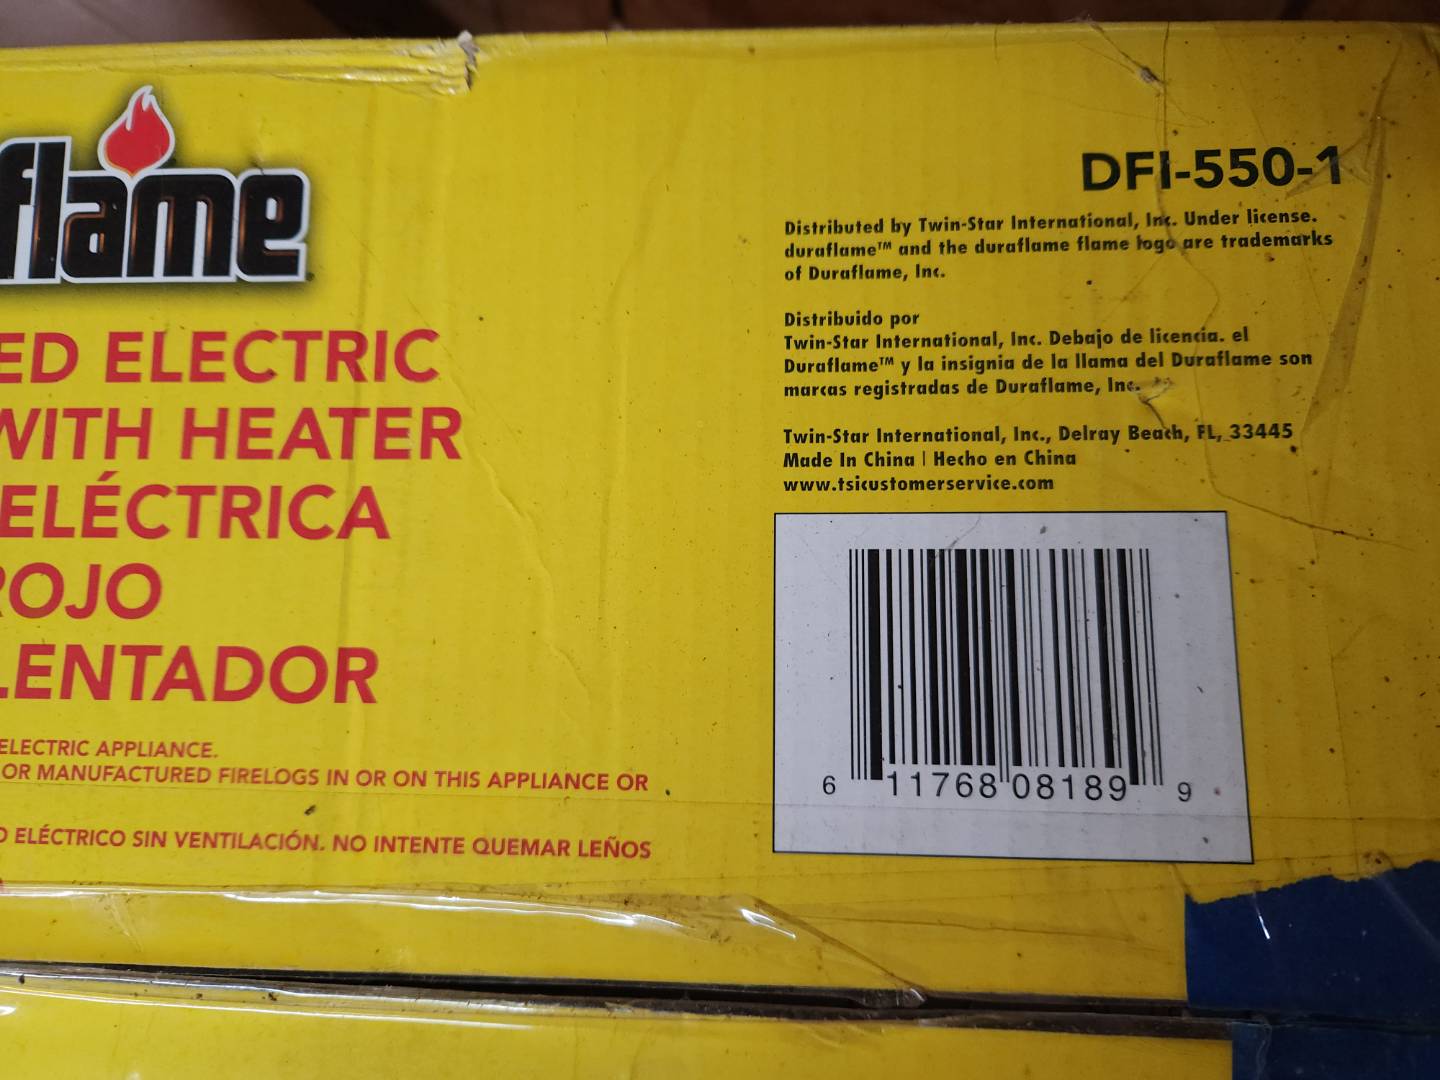 flame
ED ELECTRIC
WITH HEATER
ELÉCTRICA
ROJO
LENTADOR
ELECTRIC APPLIANCE.
OR MANUFACTURED FIRELOGS IN OR ON THIS APPLIANCE OR
O ELÉCTRICO SIN VENTILACIÓN. NO INTENTE QUEMAR LEÑOS
DFI-550-1
Distributed by Twin-Star International, Inc. Under license.
duraflame™ and the duraflame flame logo are trademarks
of Duraflame, Inc.
Distribuido por
Twin-Star International, Inc. Debajo de licencia. el
Duraflame™ y la insignia de la llama del Duraflame son
marcas registradas de Duraflame, Inc.
Twin-Star International, Inc., Delray Beach, FL, 33445
Made In China | Hecho en China
www.tsicustomerservice.com
6 11768 08189 9